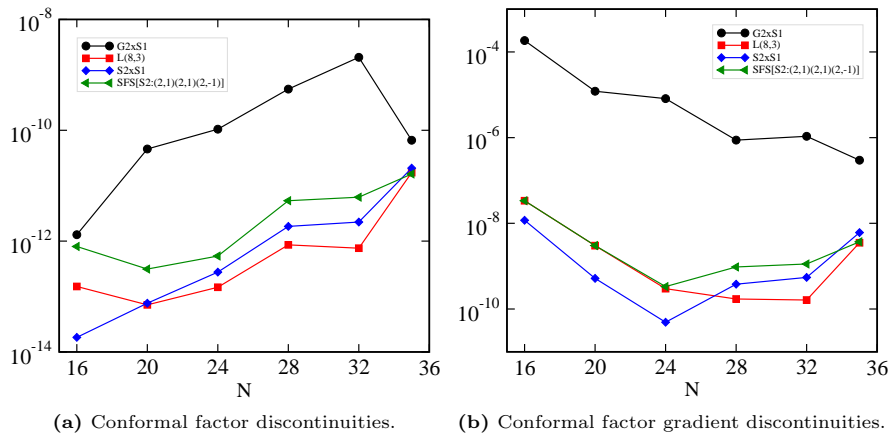 10^-8
10^-10
10^-12
10^-14
G2xS1
L(8,3)
S2xS1
SFS[S2:(2,1)(2,1)(2,-1)]
16 20 24 28 32 36
N
(a) Conformal factor discontinuities.
10^-4
10^-6
10^-8
10^-10
G2xS1
L(8,3)
S2xS1
SFS[S2:(2,1)(2,1)(2,-1)]
16 20 24 28 32 36
N
(b) Conformal factor gradient discontinuities.